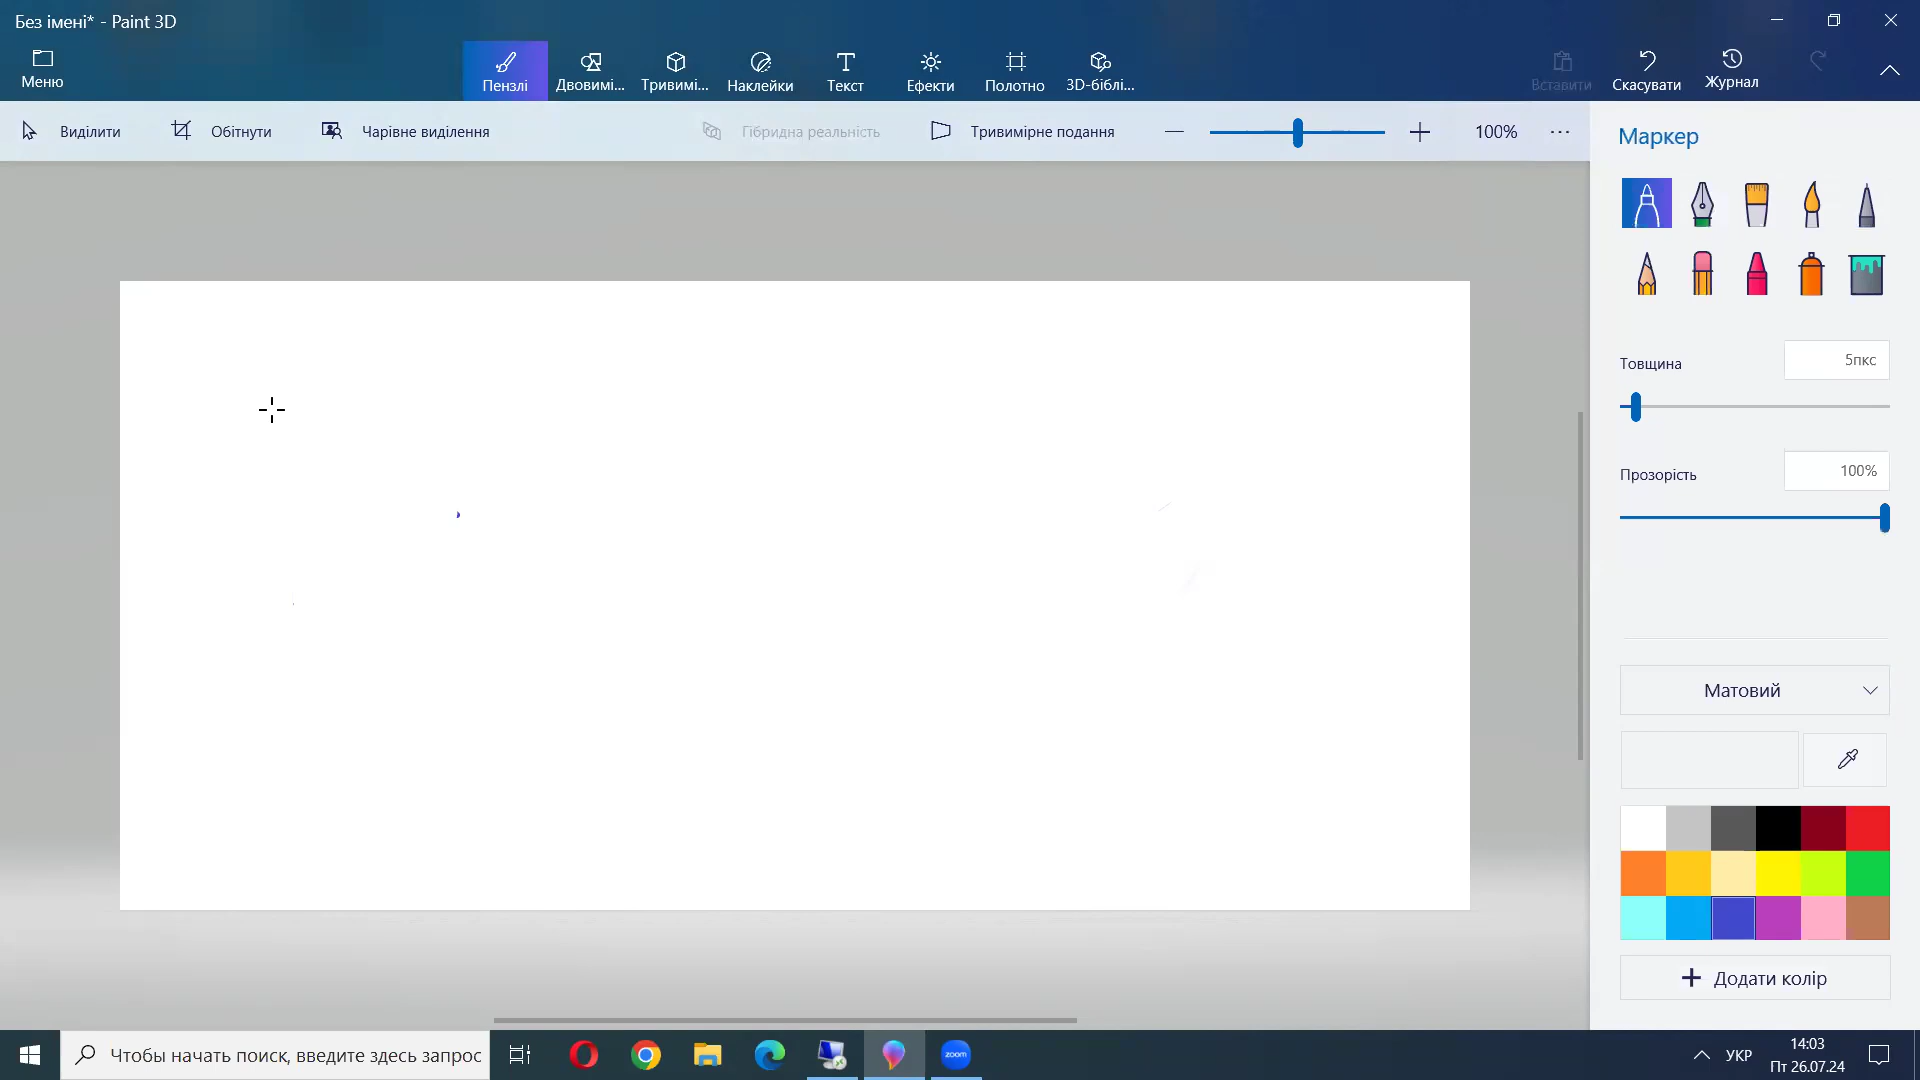 Без імені* - Paint 3D
Меню
Пензлі
Двовимі...
Тривимі...
Наклейки
Текст
Ефекти
Полотно
3D-біблі...
Вставити
Скасувати
Журнал
Виділити
Обітнути
Чарівне виділення
Гібридна реальність
Тривимірне подання
100%
Маркер
Товщина
5пкс
Прозорість
100%
Матовий
Додати колір
Чтобы начать поиск, введите здесь запрос
zoom
УКР
14:03
Пт 26.07.24